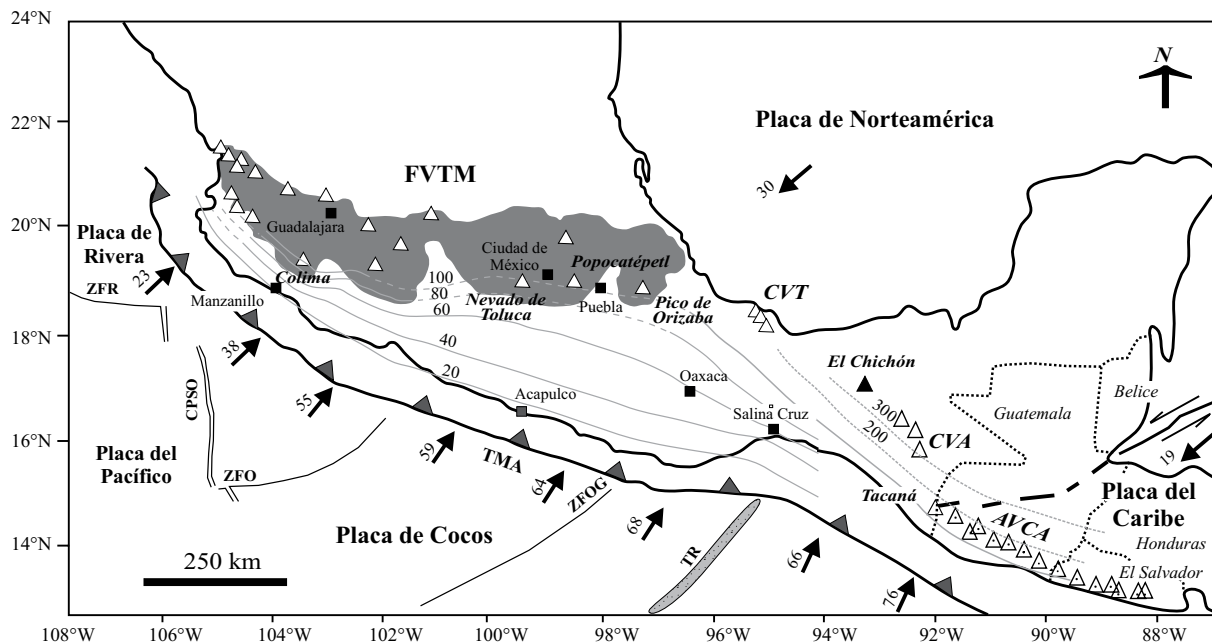 24°N
22°N
20°N
18°N
16°N
14°N
108°W
106°W
104°W
102°W
100°W
98°W
96°W
94°W
92°W
90°W
88°W
N
Placa de Norteamérica
30
FVTM
Guadalajara
Ciudad de
México
Popocatépetl
Puebla
Nevado de
Toluca
Pico de
Orizaba
Colima
Manzanillo
100
80
60
40
20
Placa de
Rivera
23
ZFR
38
CPSO
55
Placa del
Pacífico
ZFO
59
TMA
64
ZFOG
68
Placa de Cocos
TR
66
76
250 km
Acapulco
Oaxaca
Salina Cruz
CVT
El Chichón
300
200
CVA
Tacaná
AVCA
Guatemala
Belice
19
Placa del
Caribe
Honduras
El Salvador